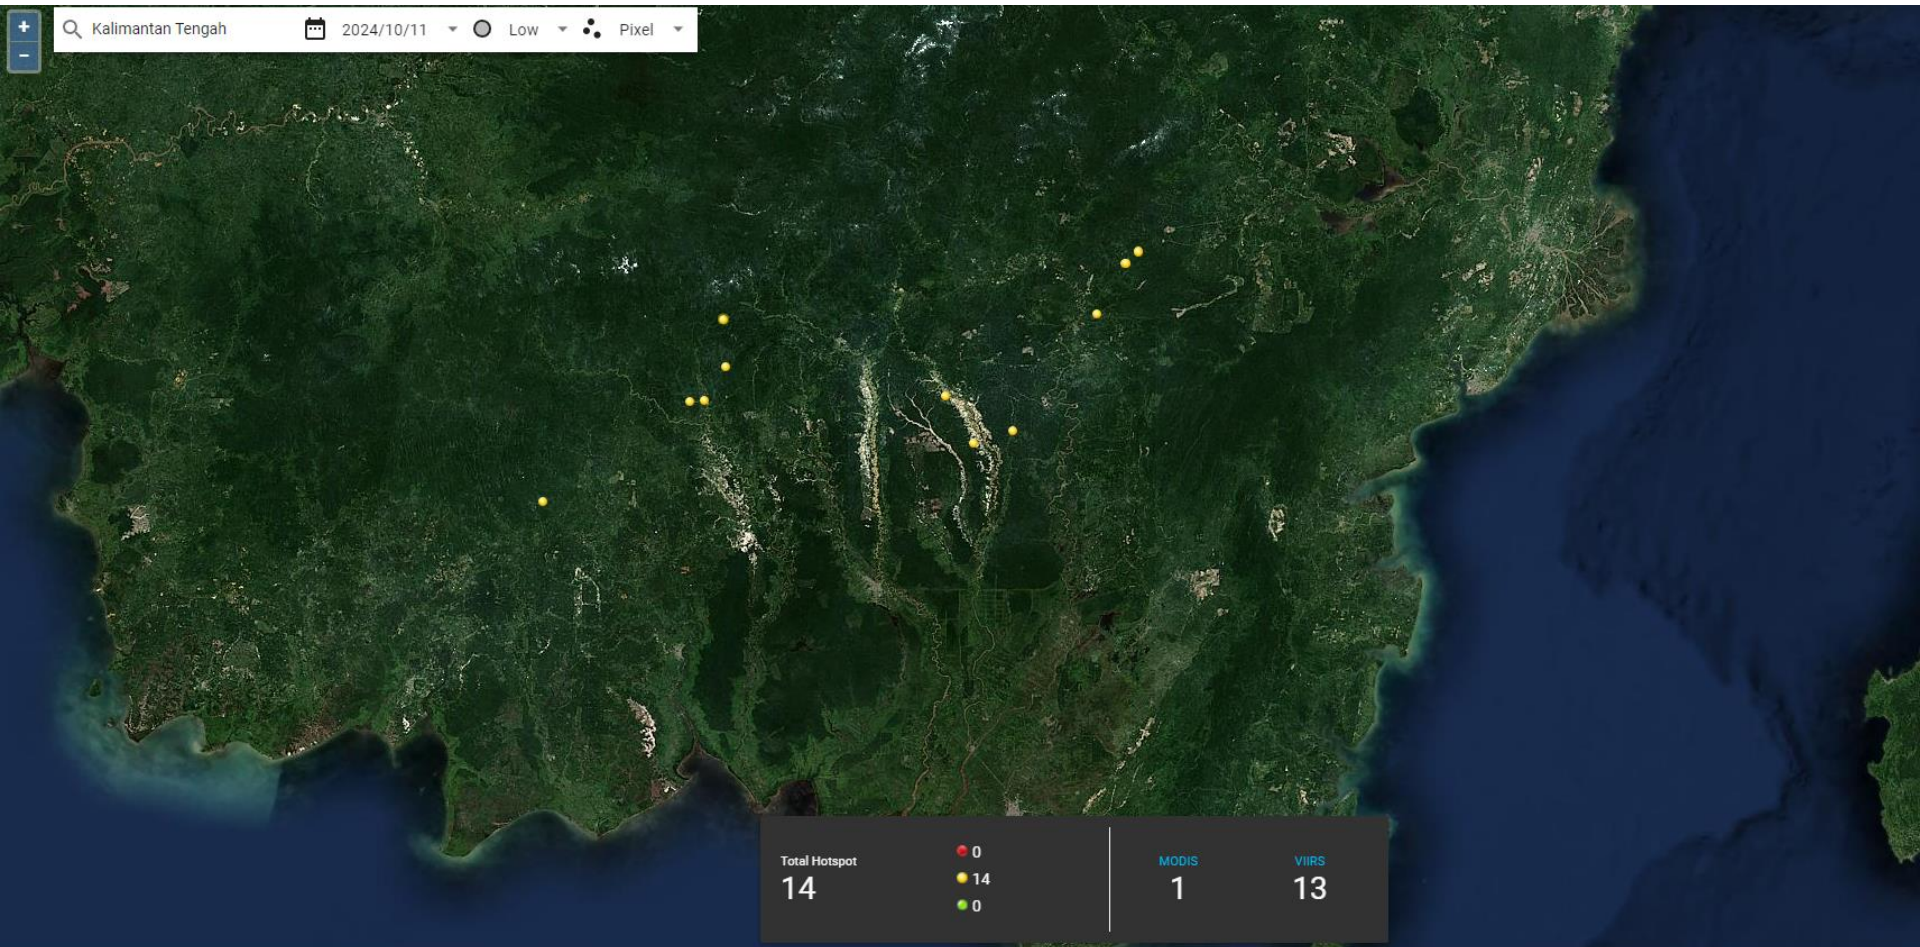 +
Kalimantan Tengah 2024/10/11 Low Pixel
−
Total Hotspot
14
0
14
0
MODIS
1
VIIRS
13